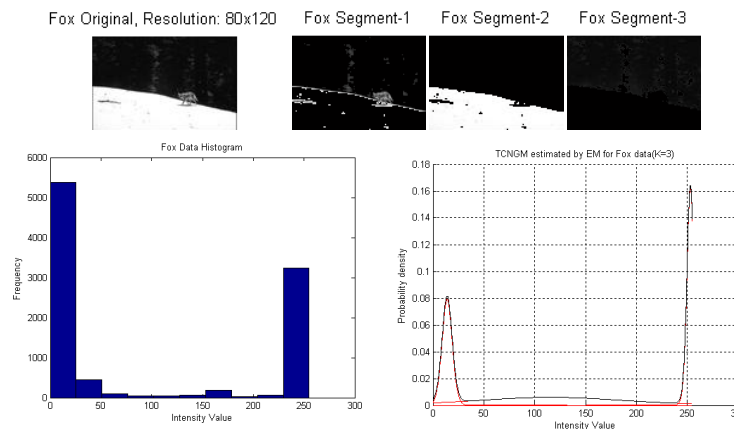 Fox Original, Resolution: 80x120
Fox Segment-1
Fox Segment-2
Fox Segment-3
Fox Data Histogram
6000
5000
4000
3000
2000
1000
0
Frequency
0 50 100 150 200 250 300
Intensity Value
TCNGM estimated by EM for Fox data(K=3)
0.18
0.16
0.14
0.12
0.1
0.08
0.06
0.04
0.02
0
Probability density
0 50 100 150 200 250 300
Intensity Value